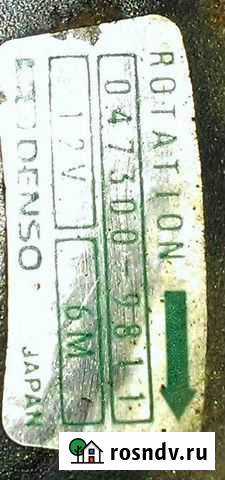 ROTATION
047300 9811
12V 6M
DENSO JAPAN
rosndv.ru